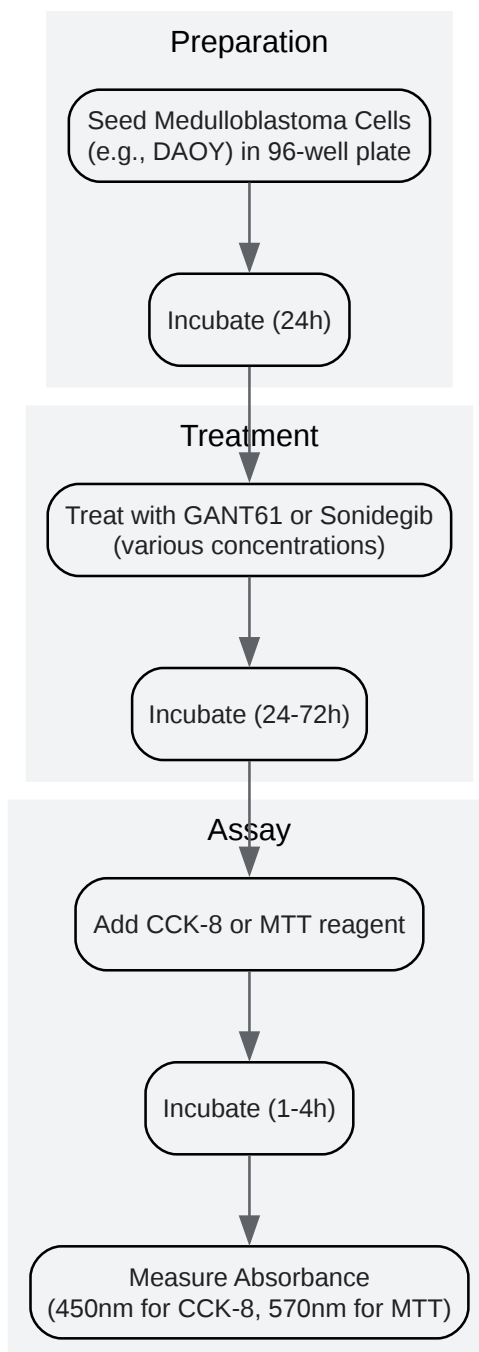 Preparation
Seed Medulloblastoma Cells
(e.g., DAOY) in 96-well plate
Incubate (24h)
Treatment
Treat with GANT61 or Sonidegib
(various concentrations)
Incubate (24-72h)
Assay
Add CCK-8 or MTT reagent
Incubate (1-4h)
Measure Absorbance
(450nm for CCK-8, 570nm for MTT)